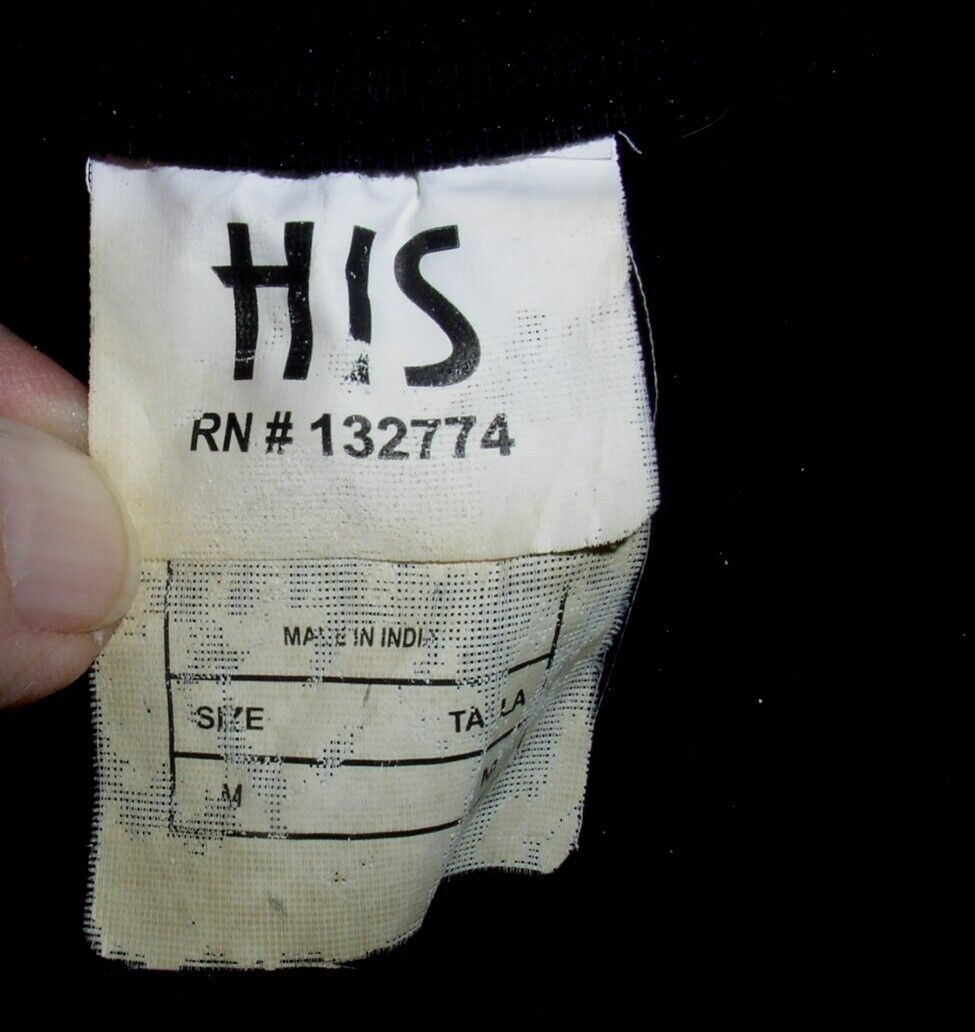 HIS
RN # 132774
MADE IN INDIA
SIZE TALLA
M M